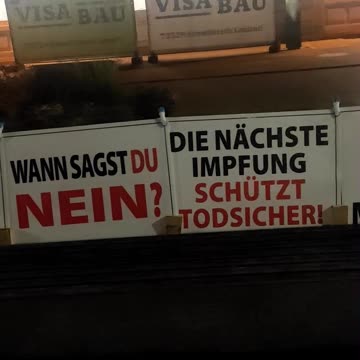 VISA BAU
VISA BAU
WANN SAGST DU
NEIN?
DIE NÄCHSTE
IMPFUNG
SCHÜTZT
TODSICHER!